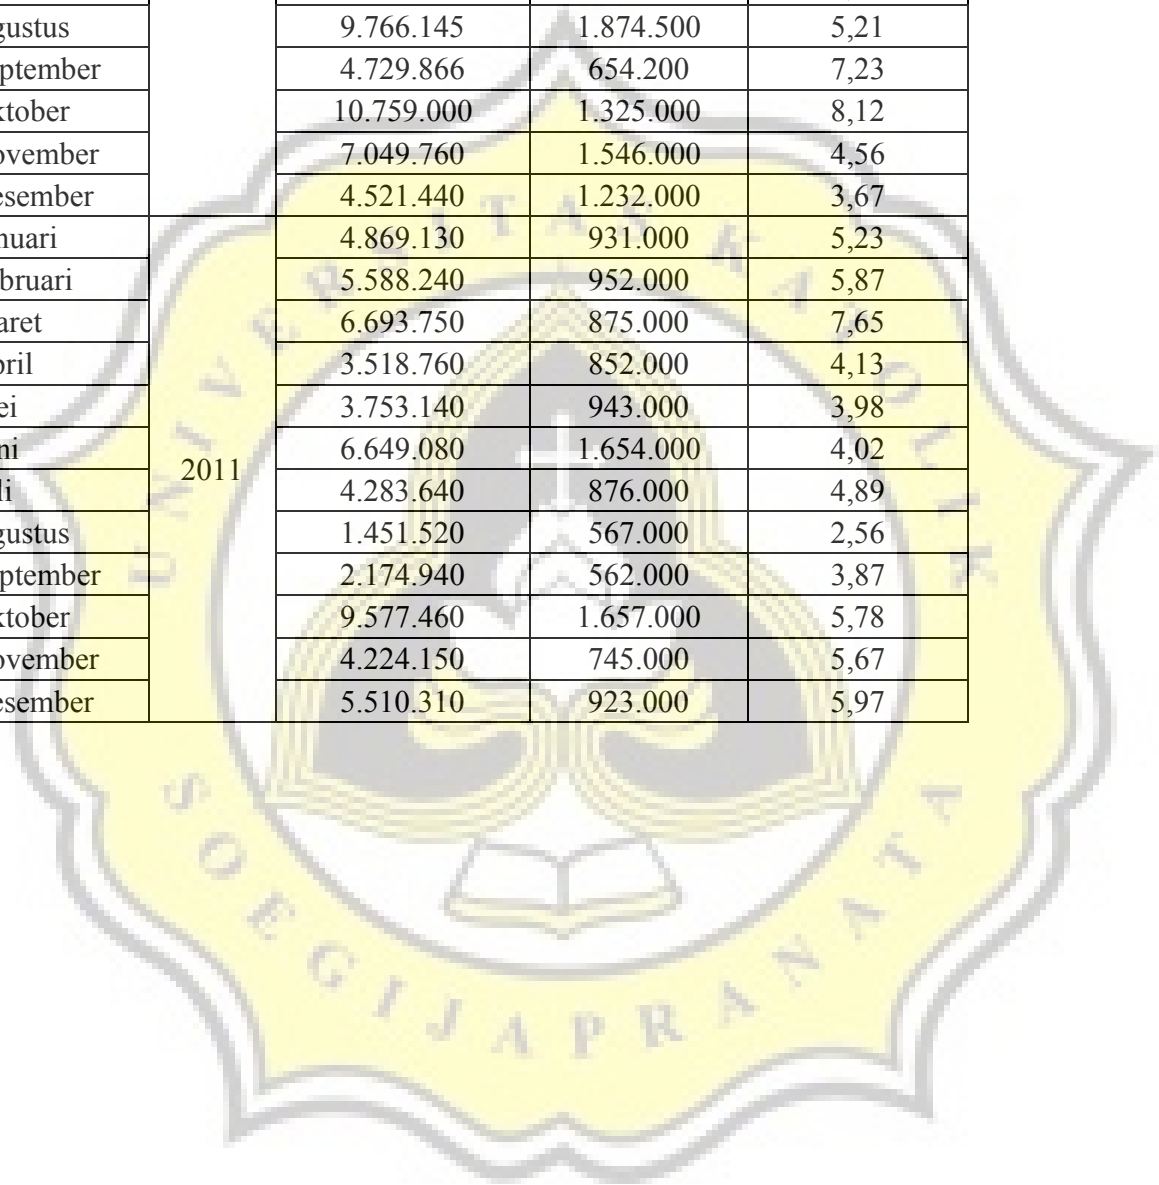 gustus 9.766.145 1.874.500 5,21
ptember 4.729.866 654.200 7,23
ktober 10.759.000 1.325.000 8,12
ovember 7.049.760 1.546.000 4,56
esember 4.521.440 1.232.000 3,67
nuari 4.869.130 931.000 5,23
bruari 5.588.240 952.000 5,87
aret 6.693.750 875.000 7,65
pril 3.518.760 852.000 4,13
ei 3.753.140 943.000 3,98
ni 6.649.080 1.654.000 4,02
2011
li 4.283.640 876.000 4,89
gustus 1.451.520 567.000 2,56
ptember 2.174.940 562.000 3,87
ktober 9.577.460 1.657.000 5,78
ovember 4.224.150 745.000 5,67
esember 5.510.310 923.000 5,97
UNIVERSITAS KATOLIK
SOEGIJAPRANATA